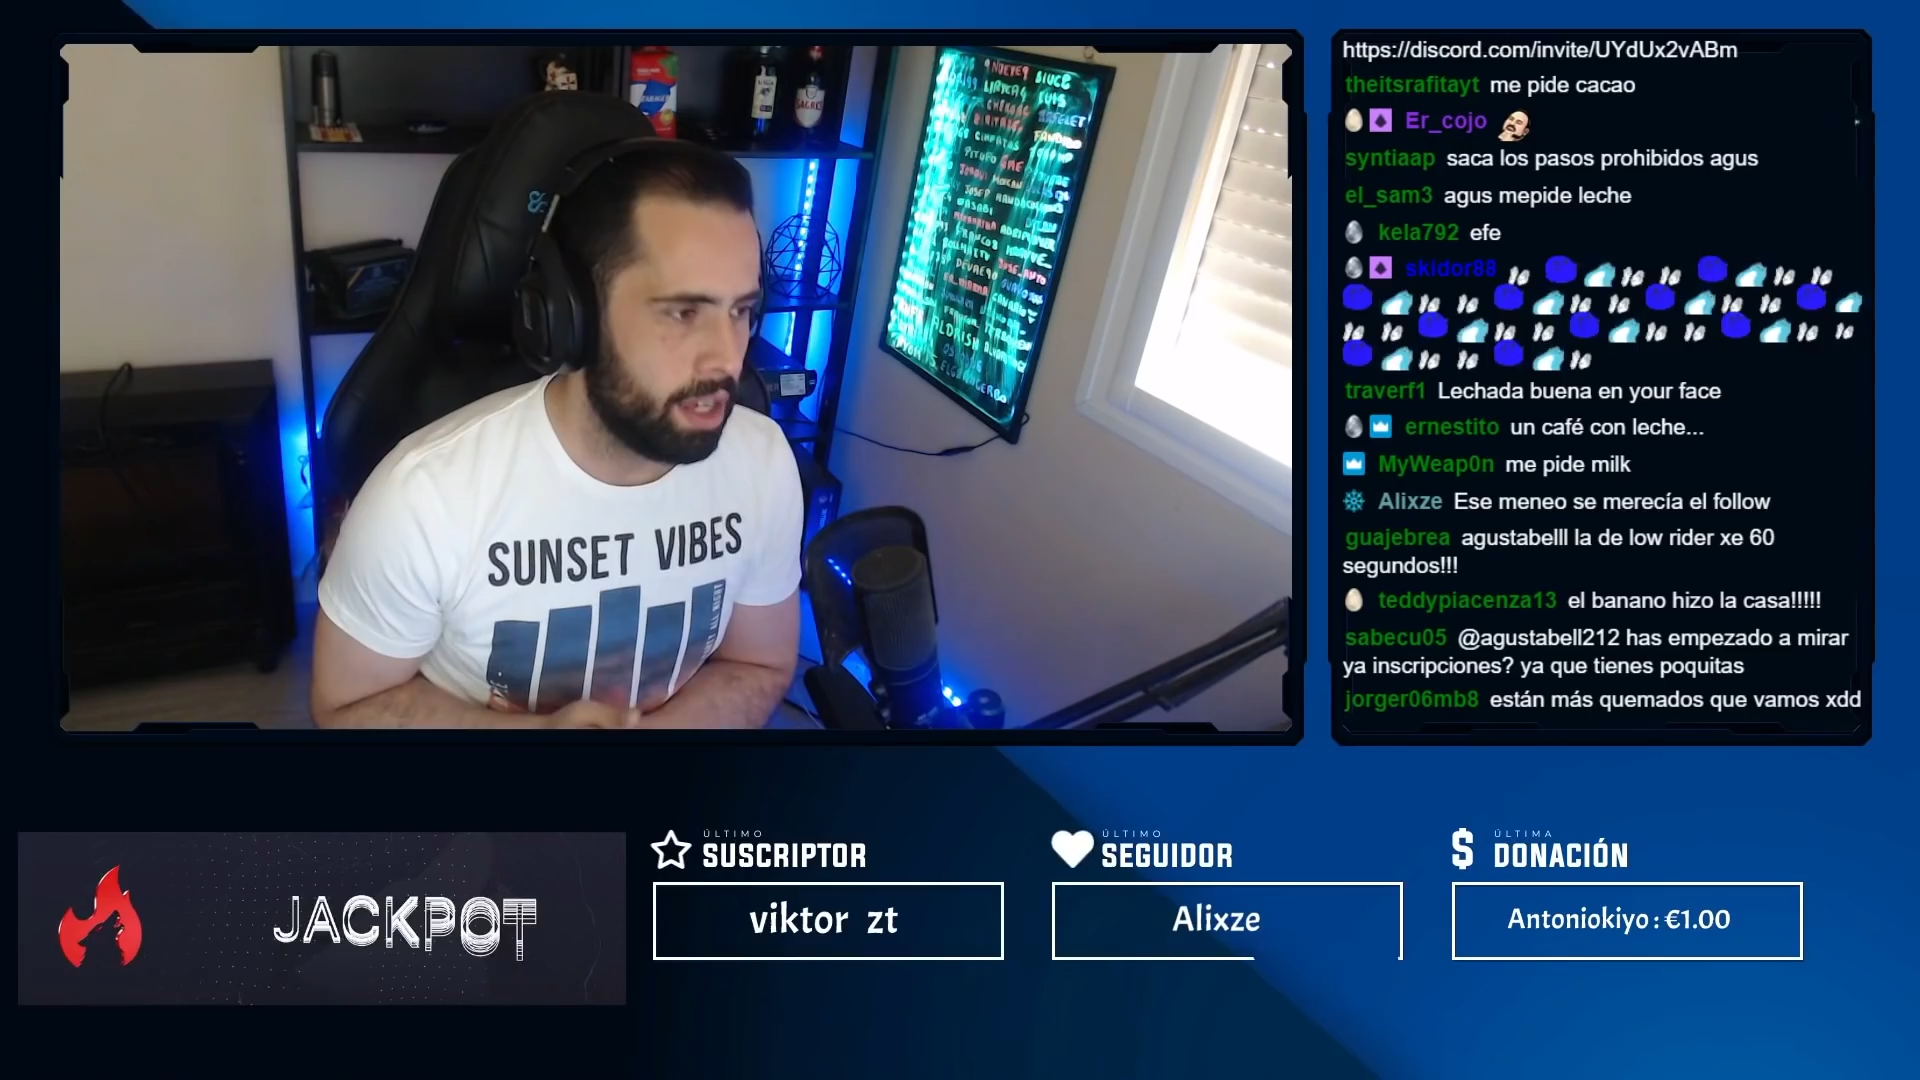 https://discord.com/invite/UYdUx2vABm
theitsrafitayt me pide cacao
Er_cojo
syntiaap saca los pasos prohibidos agus
el_sam3 agus mepide leche
kela792 efe
skidor88
traverf1 Lechada buena en your face
ernestito un café con leche...
MyWeap0n me pide milk
Alixze Ese meneo se merecía el follow
guajebrea agustabelll la de low rider xe 60
segundos!!!
teddypiacenza13 el banano hizo la casa!!!!!
sabecu05 @agustabell212 has empezado a mirar
ya inscripciones? ya que tienes poquitas
jorger06mb8 están más quemados que vamos xdd
SUNSET VIBES
JACKPOT
ÚLTIMO
SUSCRIPTOR
viktor zt
ÚLTIMO
SEGUIDOR
Alixze
ÚLTIMA
DONACIÓN
Antoniokiyo : €1.00